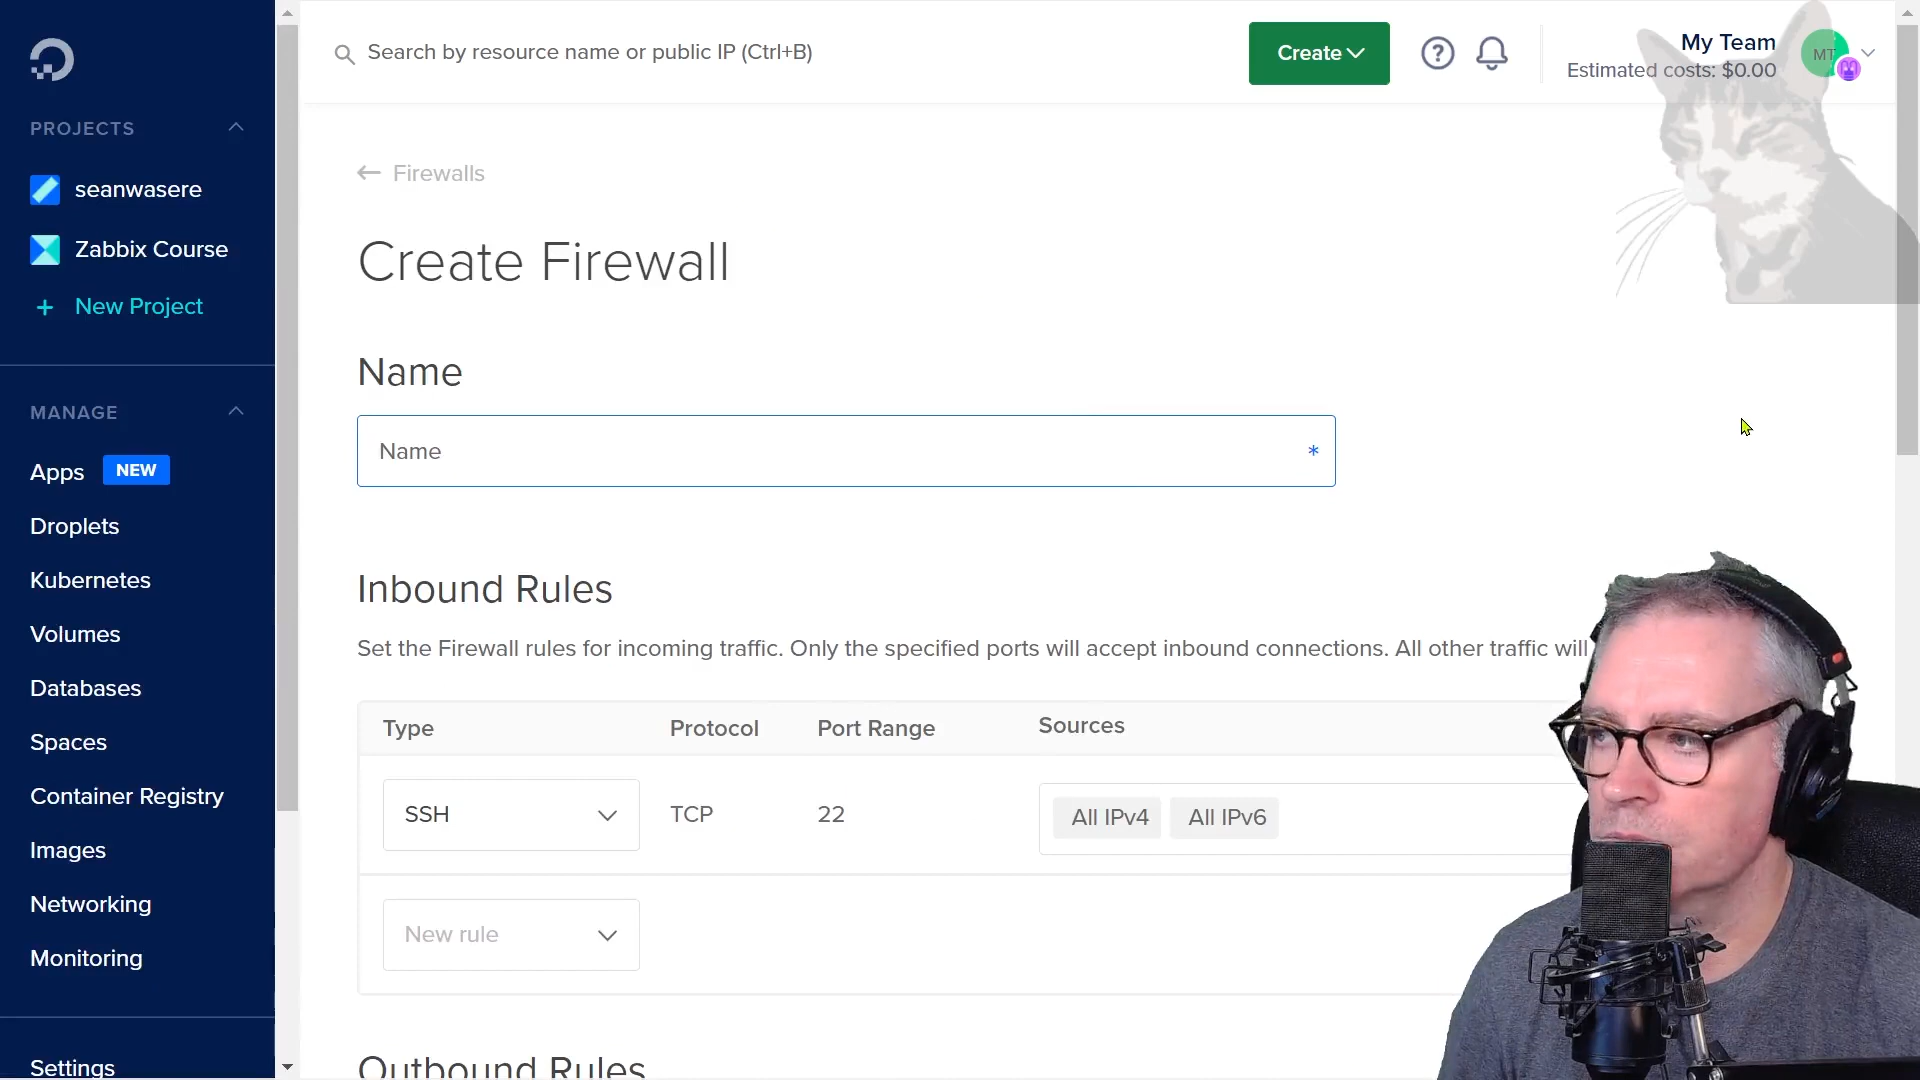 Search by resource name or public IP (Ctrl+B)
Create
My Team
Estimated costs: $0.00
MT
PROJECTS
seanwasere
Zabbix Course
+ New Project
MANAGE
Apps NEW
Droplets
Kubernetes
Volumes
Databases
Spaces
Container Registry
Images
Networking
Monitoring
Settings
← Firewalls
Create Firewall
Name
Name *
Inbound Rules
Set the Firewall rules for incoming traffic. Only the specified ports will accept inbound connections. All other traffic will
Type Protocol Port Range Sources
SSH TCP 22 All IPv4 All IPv6
New rule
Outbound Rules